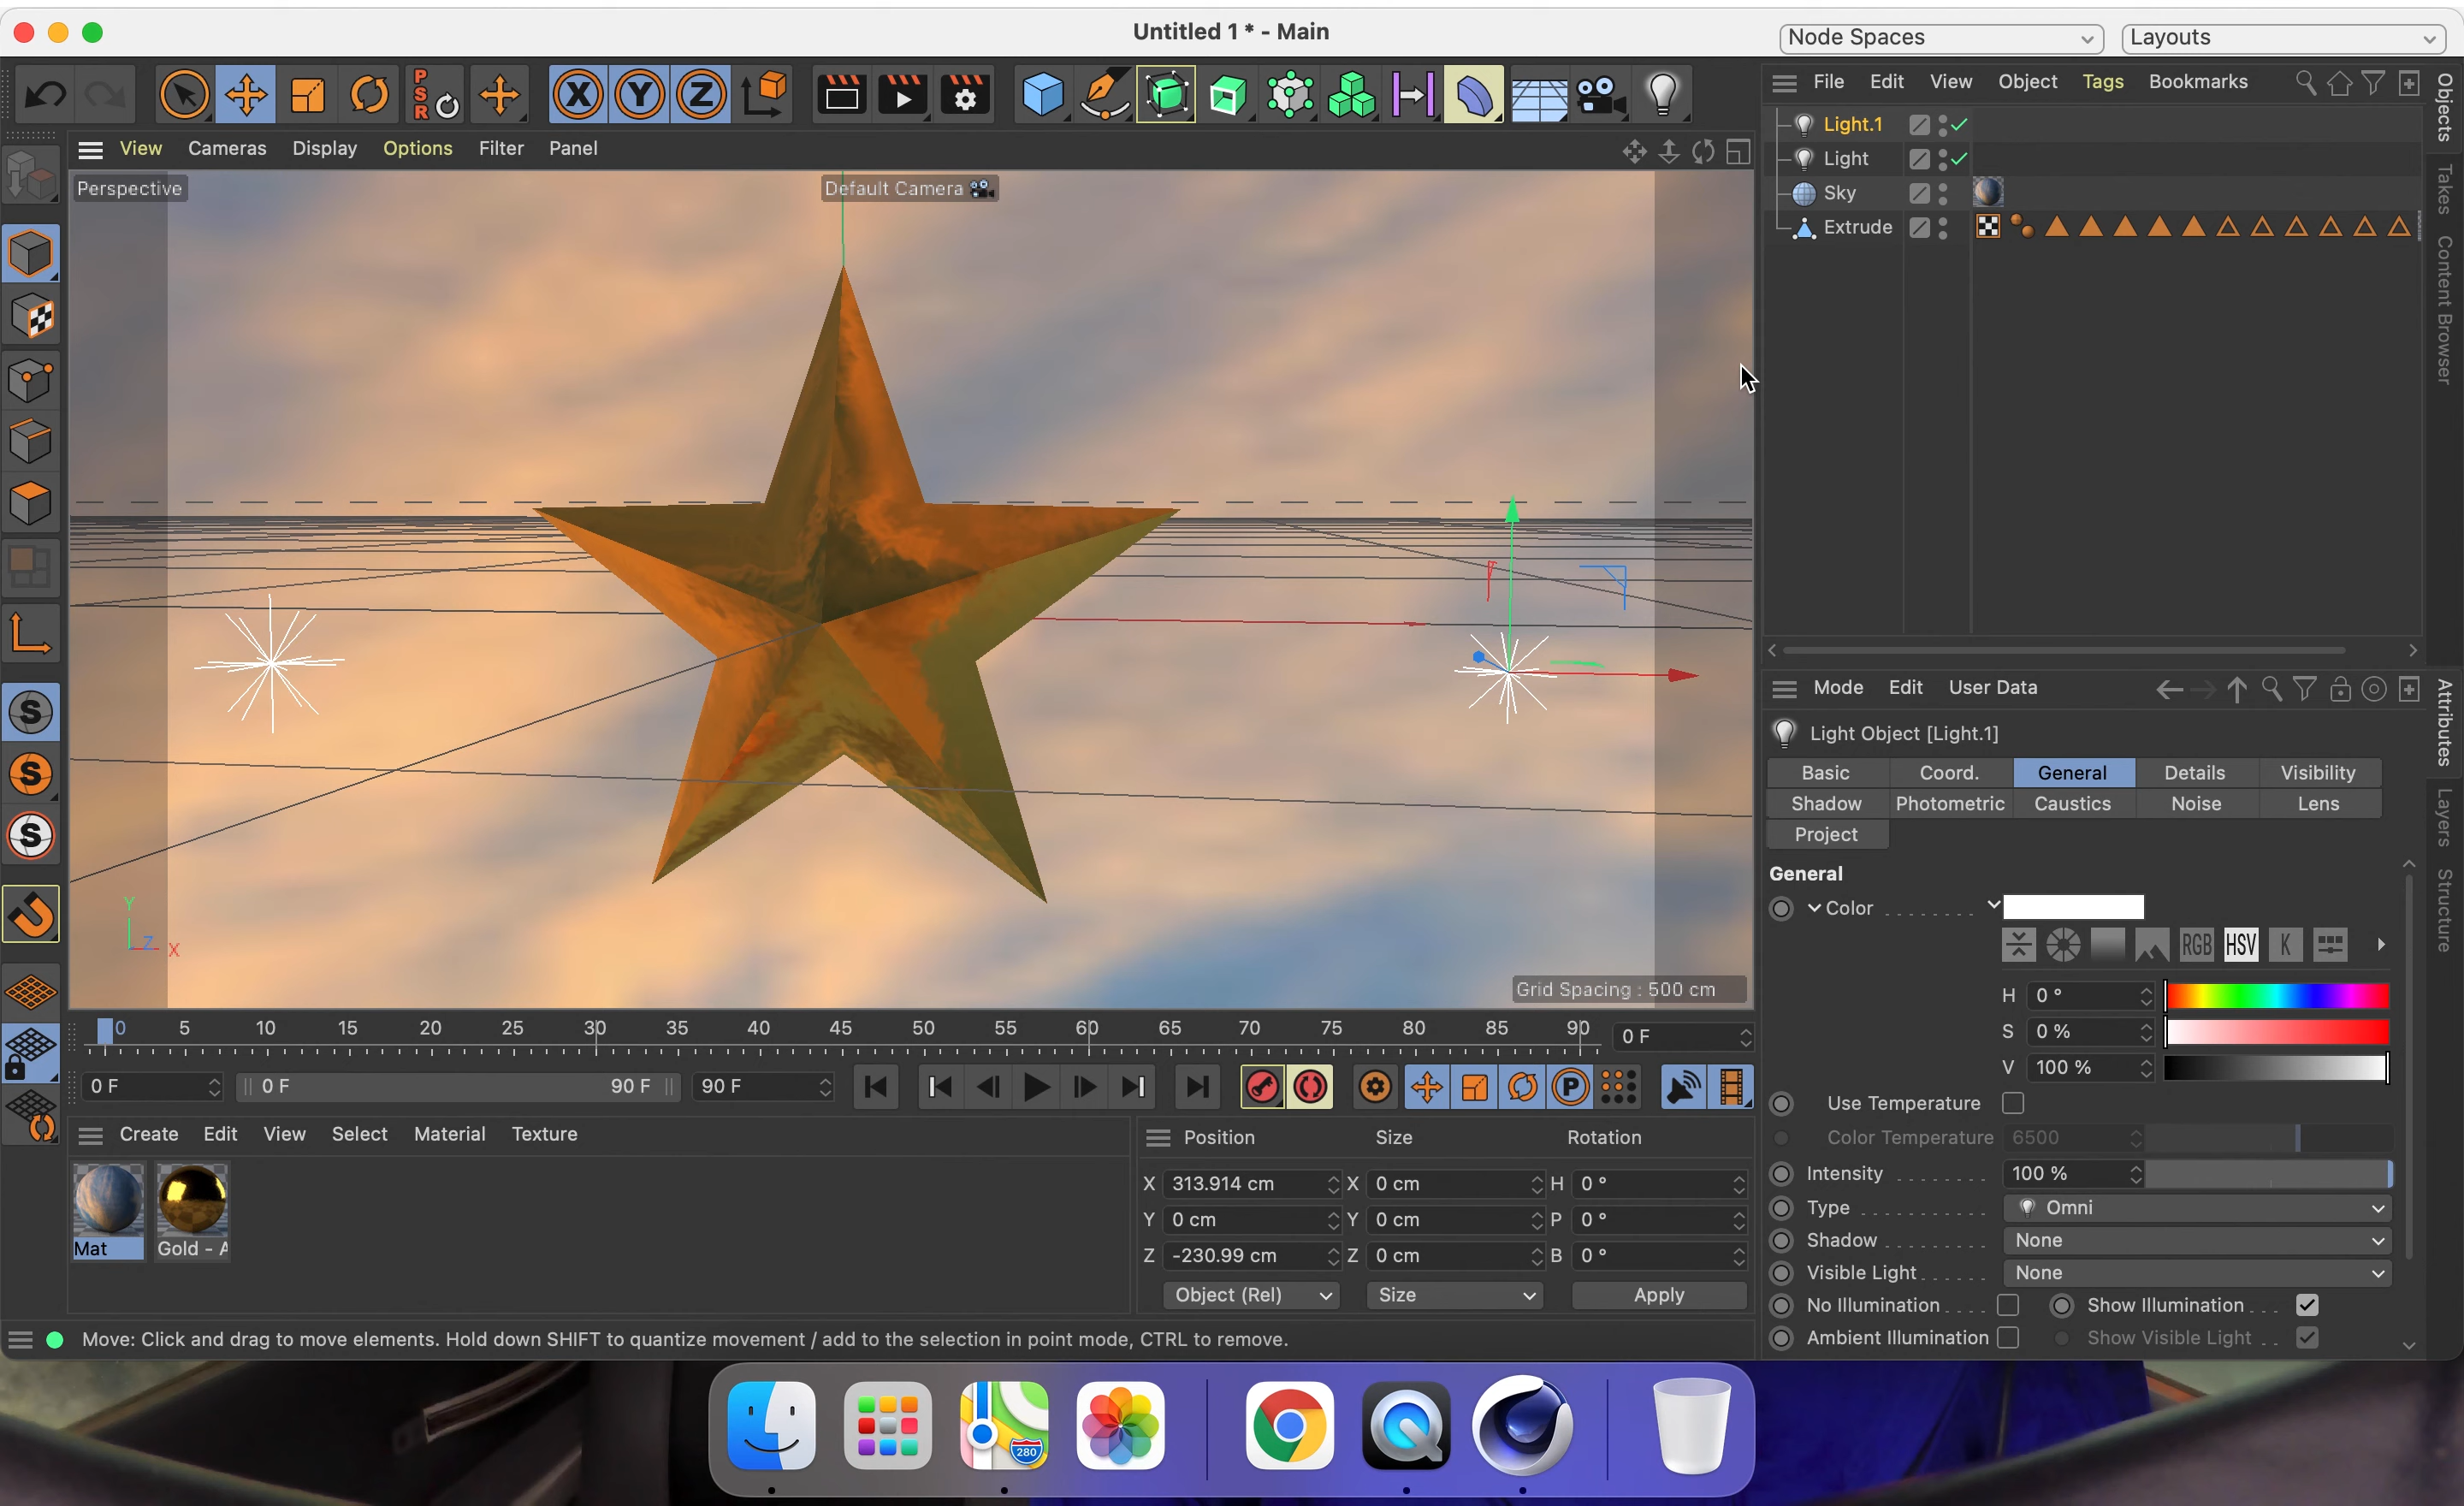 Untitled 1 * - Main
Node Spaces
Layouts
PSR
X
Y
Z
File Edit View Object Tags Bookmarks
View Cameras Display Options Filter Panel
Perspective
Default Camera
Light.1
Light
Sky
Extrude
Objects
Takes
Content Browser
Y
Z
X
Grid Spacing : 500 cm
S
S
S
Mode Edit User Data
Light Object [Light.1]
Basic Coord. General Details Visibility
Shadow Photometric Caustics Noise Lens
Project
Attributes
Layers
Structure
General
Color
RGB HSV K
H 0 °
S 0 %
V 100 %
Use Temperature
Color Temperature 6500
Intensity 100 %
Type Omni
Shadow None
Visible Light None
No Illumination Show Illumination
Ambient Illumination Show Visible Light
0 5 10 15 20 25 30 35 40 45 50 55 60 65 70 75 80 85 90 0 F
0 F 0 F 90 F 90 F P
Create Edit View Select Material Texture
Mat Gold - A
Position Size Rotation
X 313.914 cm X 0 cm H 0 °
Y 0 cm Y 0 cm P 0 °
Z -230.99 cm Z 0 cm B 0 °
Object (Rel) Size Apply
Move: Click and drag to move elements. Hold down SHIFT to quantize movement / add to the selection in point mode, CTRL to remove.
280